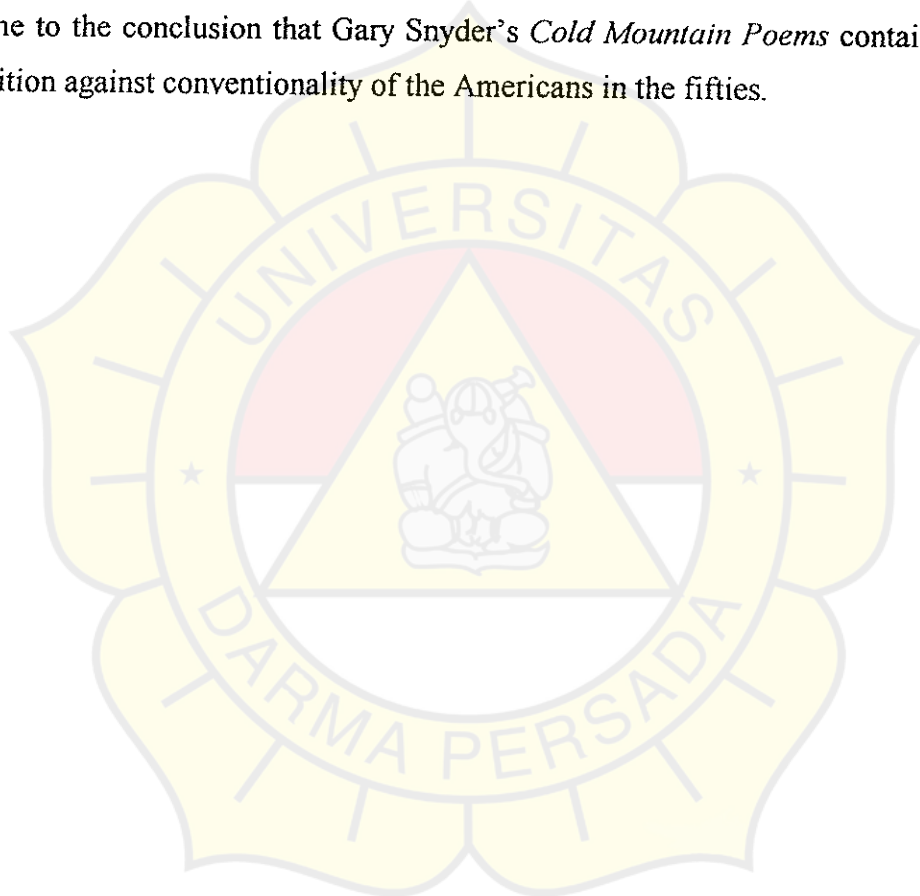 ne to the conclusion that Gary Snyder's Cold Mountain Poems contai
ition against conventionality of the Americans in the fifties.
UNIVERSITAS
DARMA PERSADA